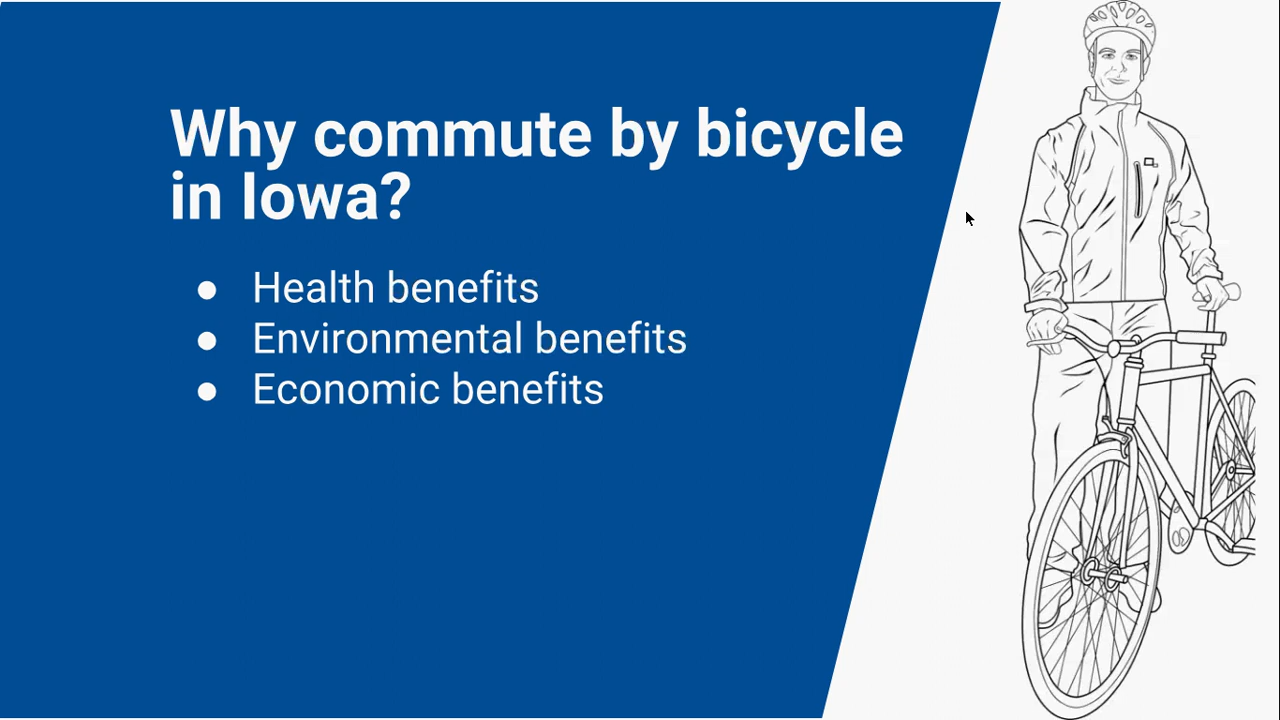 Why commute by bicycle
in Iowa?
● Health benefits
● Environmental benefits
● Economic benefits